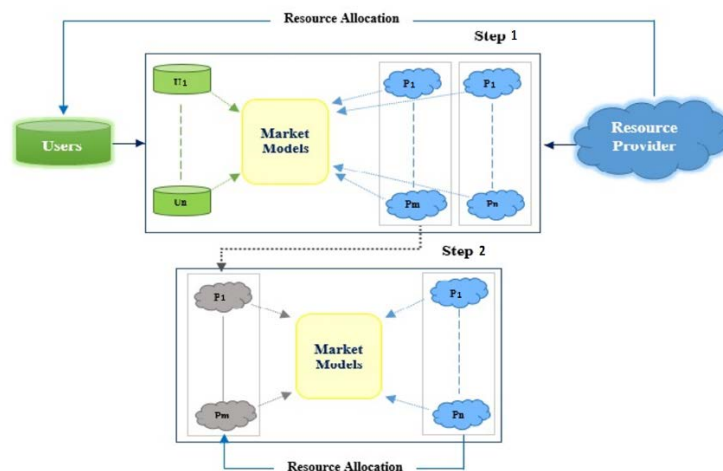 Resource Allocation
Step 1
U1
P1
P1
Users
Market
Models
Resource
Provider
Un
Pm
Pn
Step 2
P1
P1
Market
Models
Pm
Pn
Resource Allocation